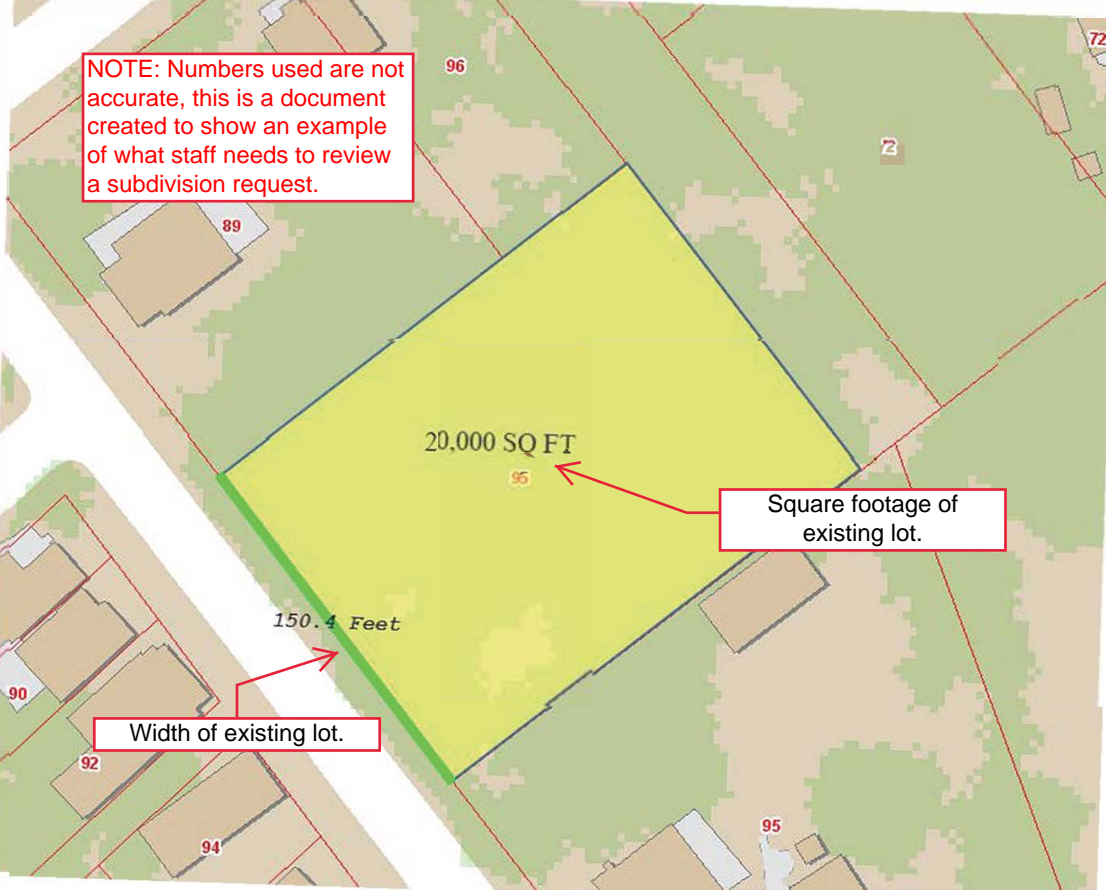 72
96
NOTE: Numbers used are not
accurate, this is a document
created to show an example
of what staff needs to review
a subdivision request.
72
89
20,000 SQ FT
95
Square footage of
existing lot.
150.4 Feet
90
Width of existing lot.
92
95
94